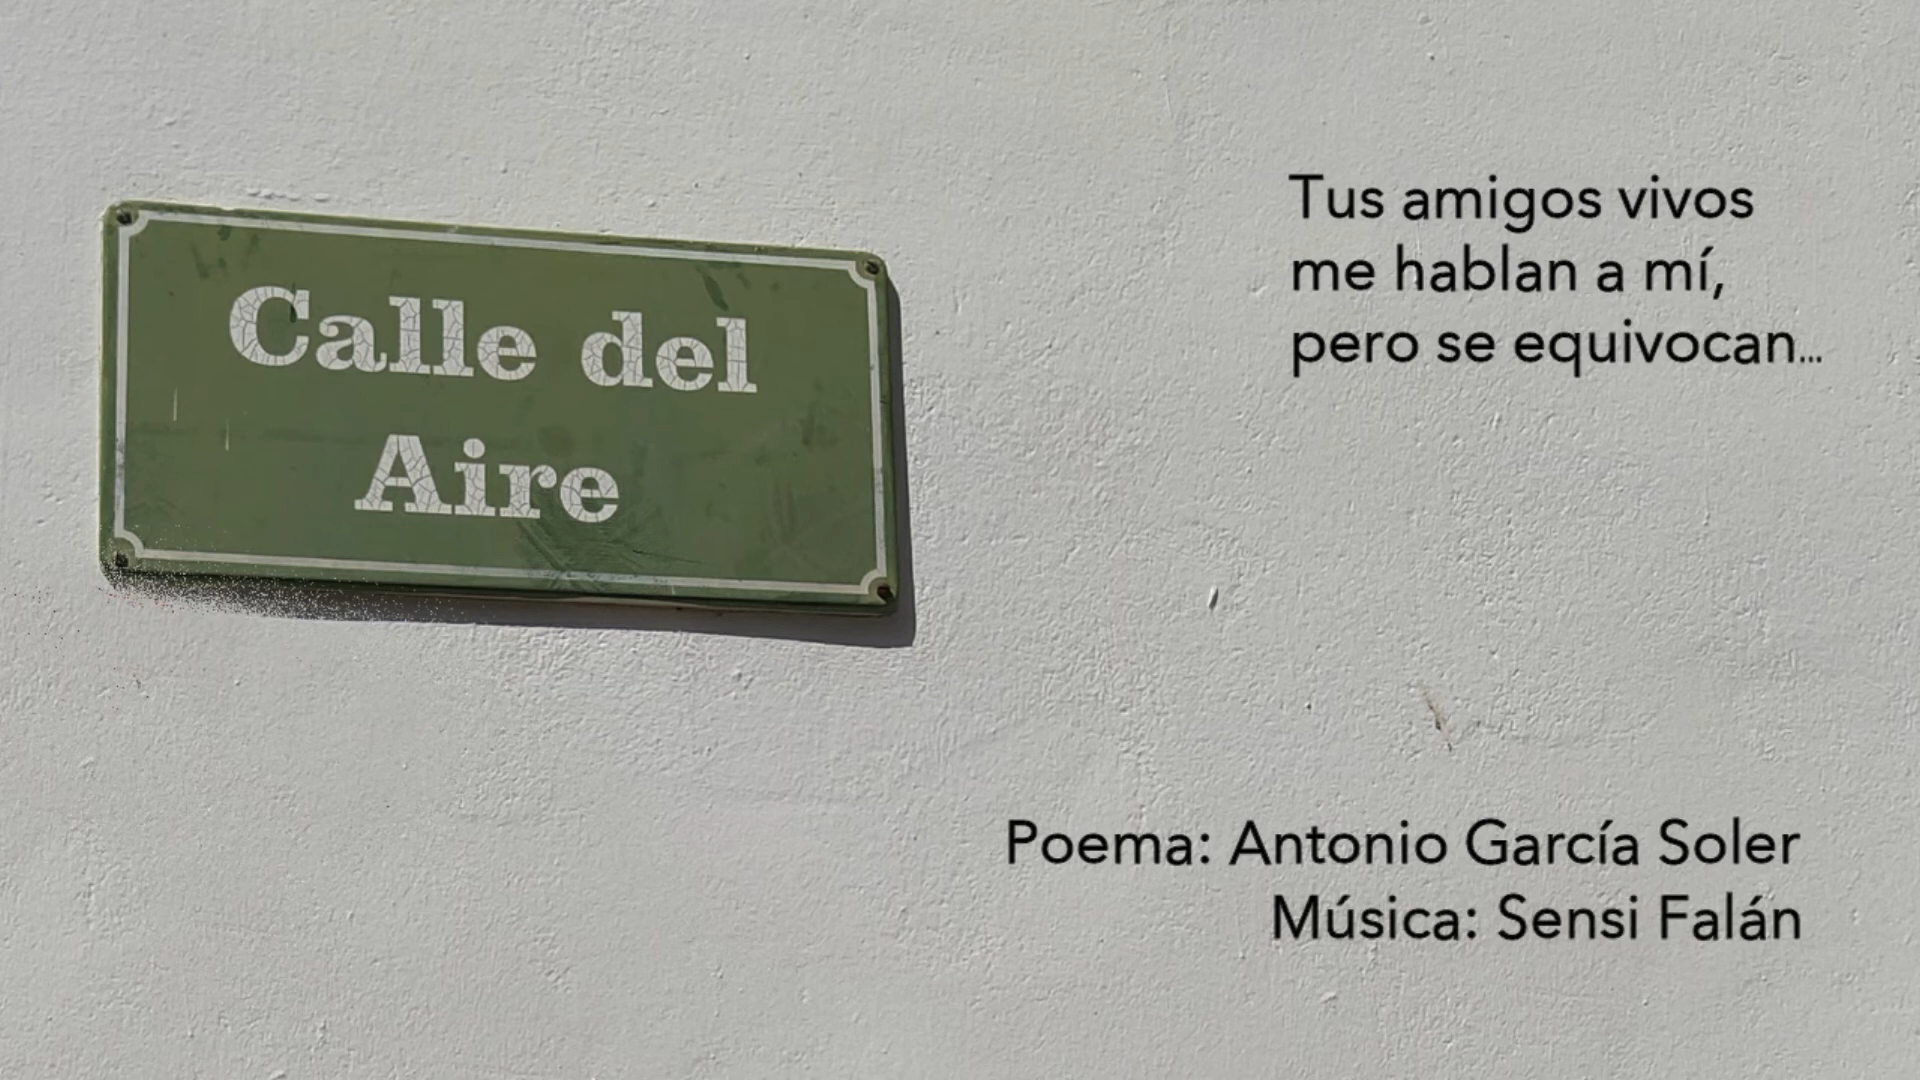 Calle del
Aire
Tus amigos vivos
me hablan a mí,
pero se equivocan...
Poema: Antonio García Soler
Música: Sensi Falán